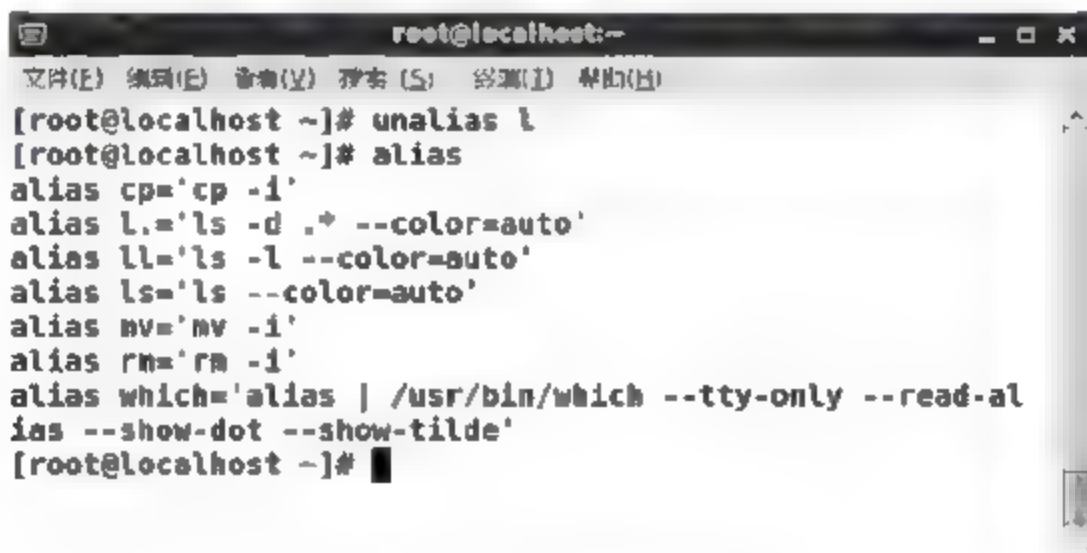 root@localhost:~
文件(F) 编辑(E) 查看(V) 搜索 (S) 终端(T) 帮助(H)
[root@localhost ~]# unalias l
[root@localhost ~]# alias
alias cp='cp -i'
alias l.='ls -d .* --color=auto'
alias ll='ls -l --color=auto'
alias ls='ls --color=auto'
alias mv='mv -i'
alias rm='rm -i'
alias which='alias | /usr/bin/which --tty-only --read-al
ias --show-dot --show-tilde'
[root@localhost ~]#